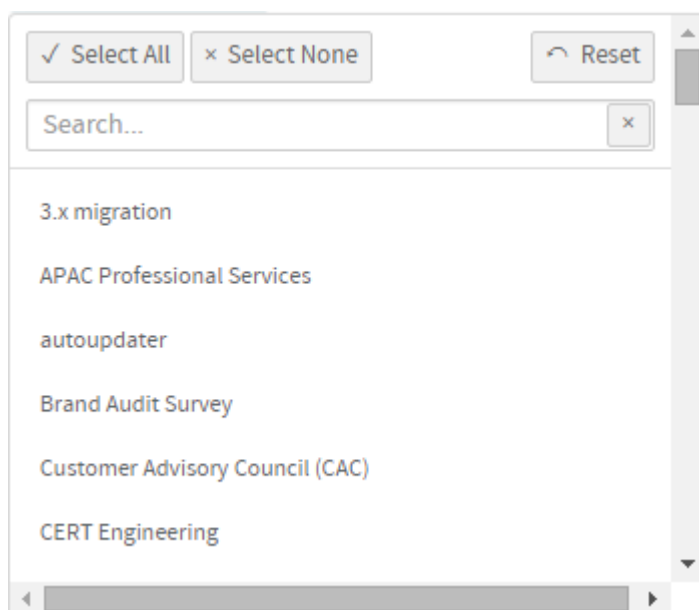 ✓ Select All × Select None Reset
Search... ×
3.x migration
APAC Professional Services
autoupdater
Brand Audit Survey
Customer Advisory Council (CAC)
CERT Engineering